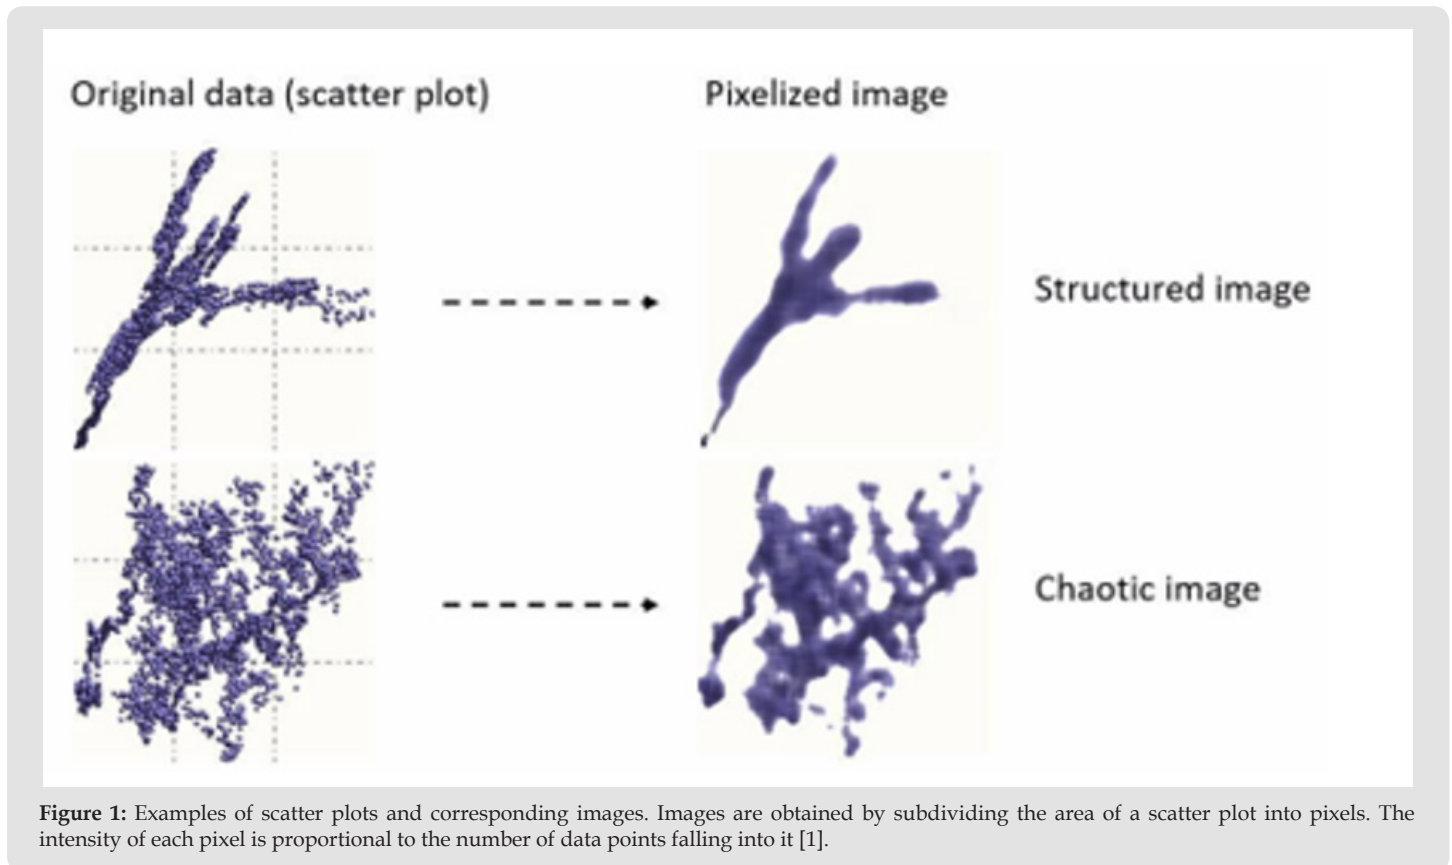 Original data (scatter plot)
Pixelized image
Structured image
Chaotic image
Figure 1: Examples of scatter plots and corresponding images. Images are obtained by subdividing the area of a scatter plot into pixels. The
intensity of each pixel is proportional to the number of data points falling into it [1].